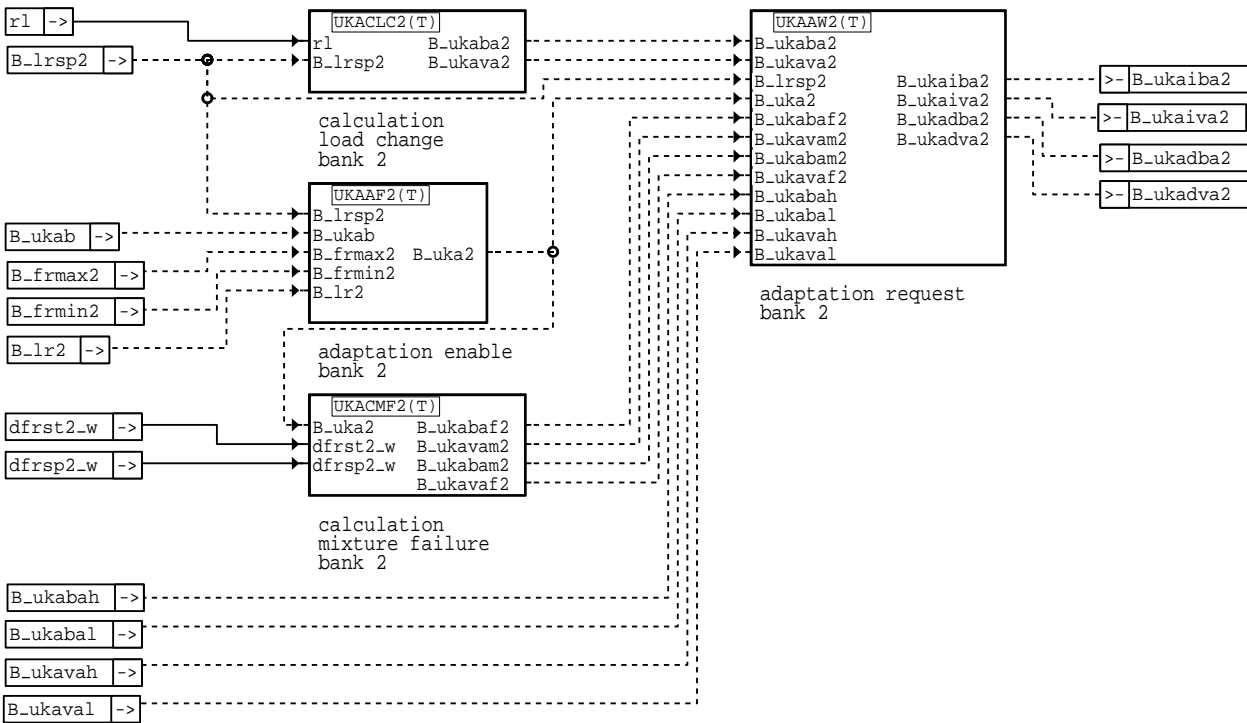 rl ->
B_lrsp2 ->
UKACLC2(T)
rl B_ukaba2
B_lrsp2 B_ukava2
calculation
load change
bank 2
UKAAW2(T)
B_ukaba2
B_ukava2
B_lrsp2 B_ukaiba2
B_uka2 B_ukaiva2
B_ukabaf2 B_ukadba2
B_ukavam2 B_ukadva2
B_ukabam2
B_ukavaf2
B_ukabah
B_ukabal
B_ukavah
B_ukaval
adaptation request
bank 2
>- B_ukaiba2
>- B_ukaiva2
>- B_ukadba2
>- B_ukadva2
B_ukab ->
B_frmax2 ->
B_frmin2 ->
B_lr2 ->
UKAAF2(T)
B_lrsp2
B_ukab
B_frmax2 B_uka2
B_frmin2
B_lr2
adaptation enable
bank 2
dfrst2_w ->
dfrsp2_w ->
UKACMF2(T)
B_uka2 B_ukabaf2
dfrst2_w B_ukavam2
dfrsp2_w B_ukabam2
B_ukavaf2
calculation
mixture failure
bank 2
B_ukabah ->
B_ukabal ->
B_ukavah ->
B_ukaval ->